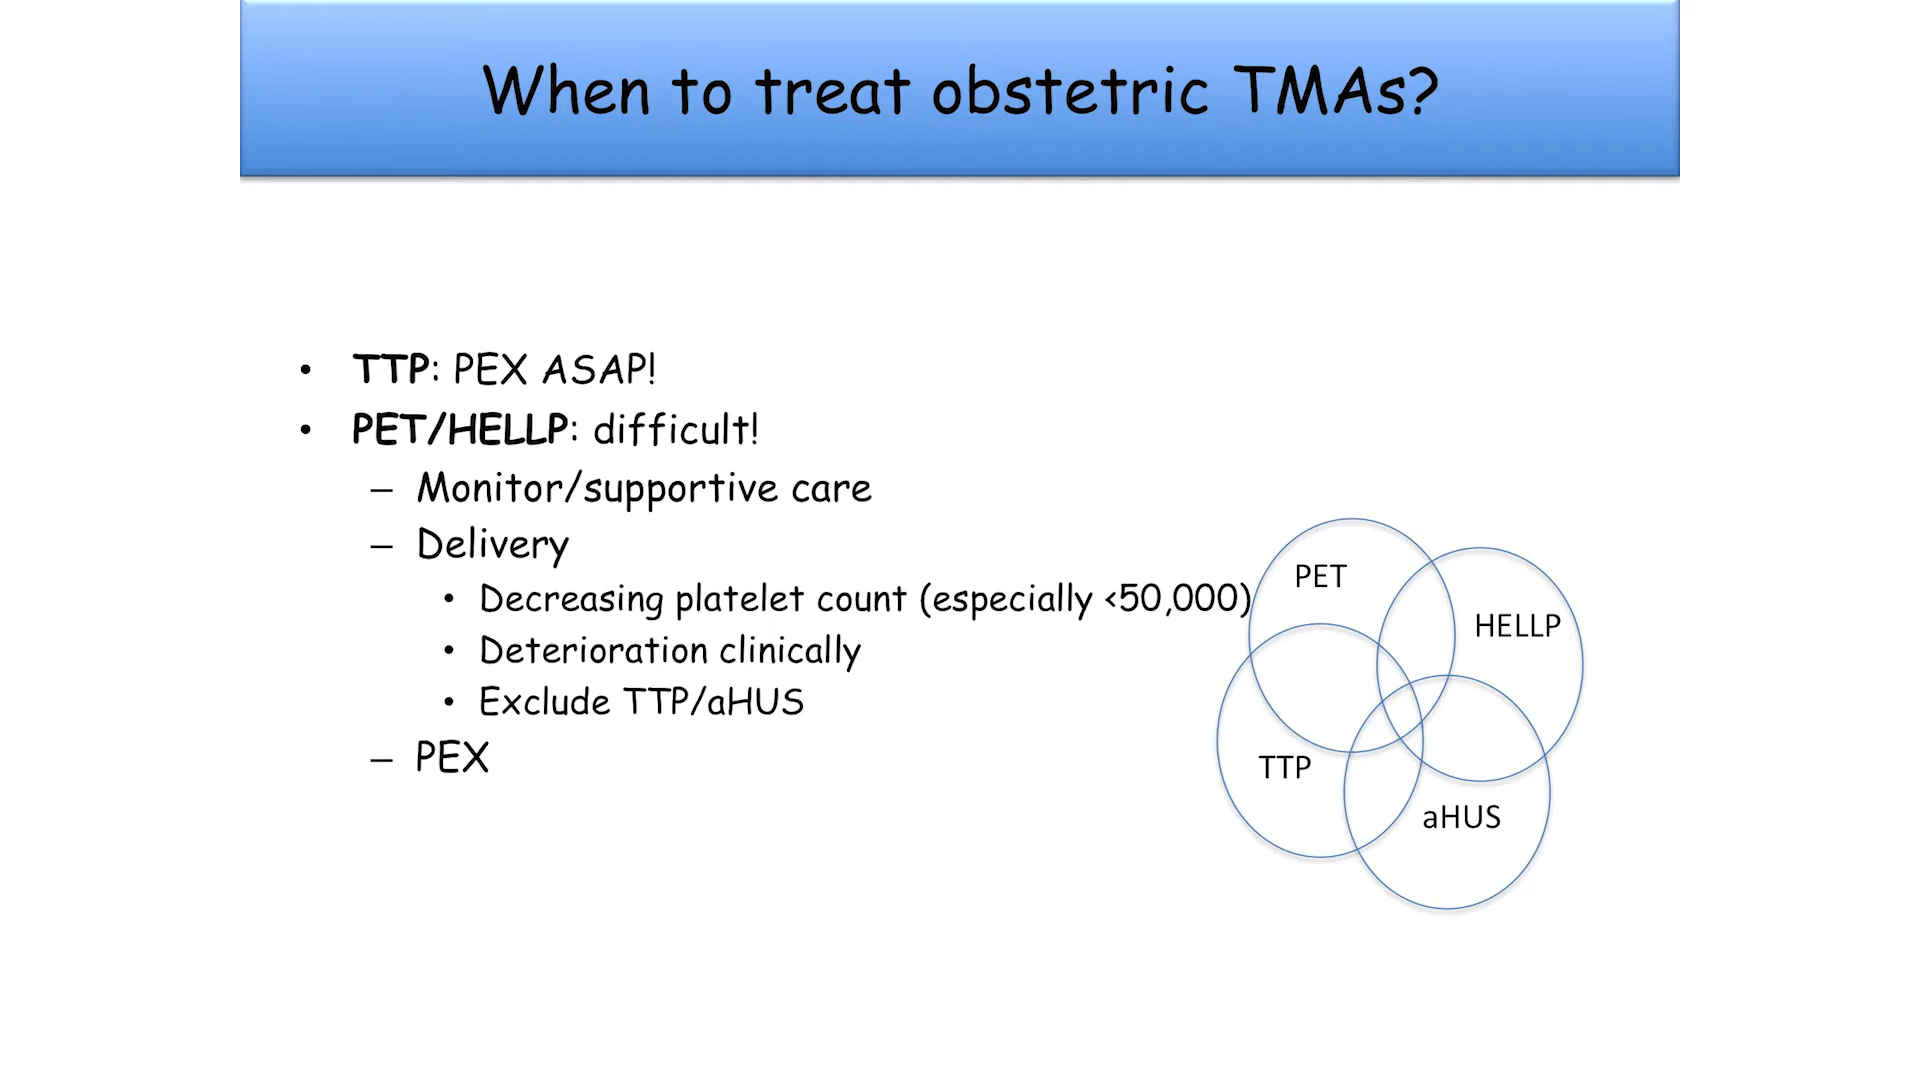 When to treat obstetric TMAs?
• TTP: PEX ASAP!
• PET/HELLP: difficult!
– Monitor/supportive care
– Delivery
• Decreasing platelet count (especially <50,000)
• Deterioration clinically
• Exclude TTP/aHUS
– PEX
PET
HELLP
TTP
aHUS